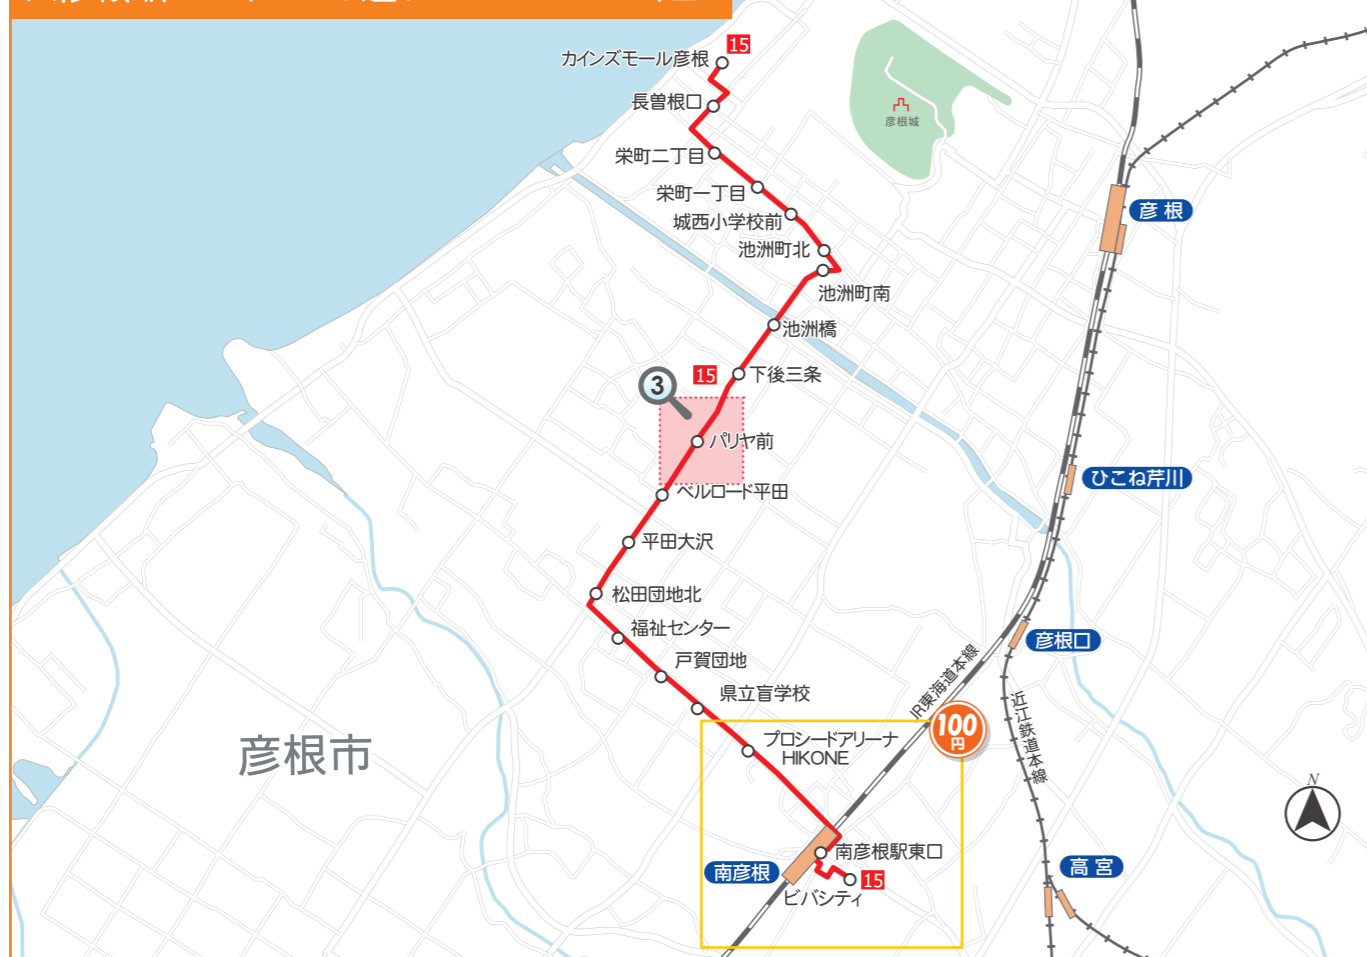 15
カインズモール彦根
長曽根口
彦根城
栄町二丁目
栄町一丁目
彦根
城西小学校前
池洲町北
池洲町南
池洲橋
下後三条
15
3
パリヤ前
ひこね芹川
ベルロード平田
平田大沢
松田団地北
福祉センター
彦根口
戸賀団地
JR東海道本線
県立盲学校
近江鉄道本線
100
円
プロシードアリーナ
HIKONE
彦根市
N
南彦根駅東口
南彦根
高宮
15
ビバシティ